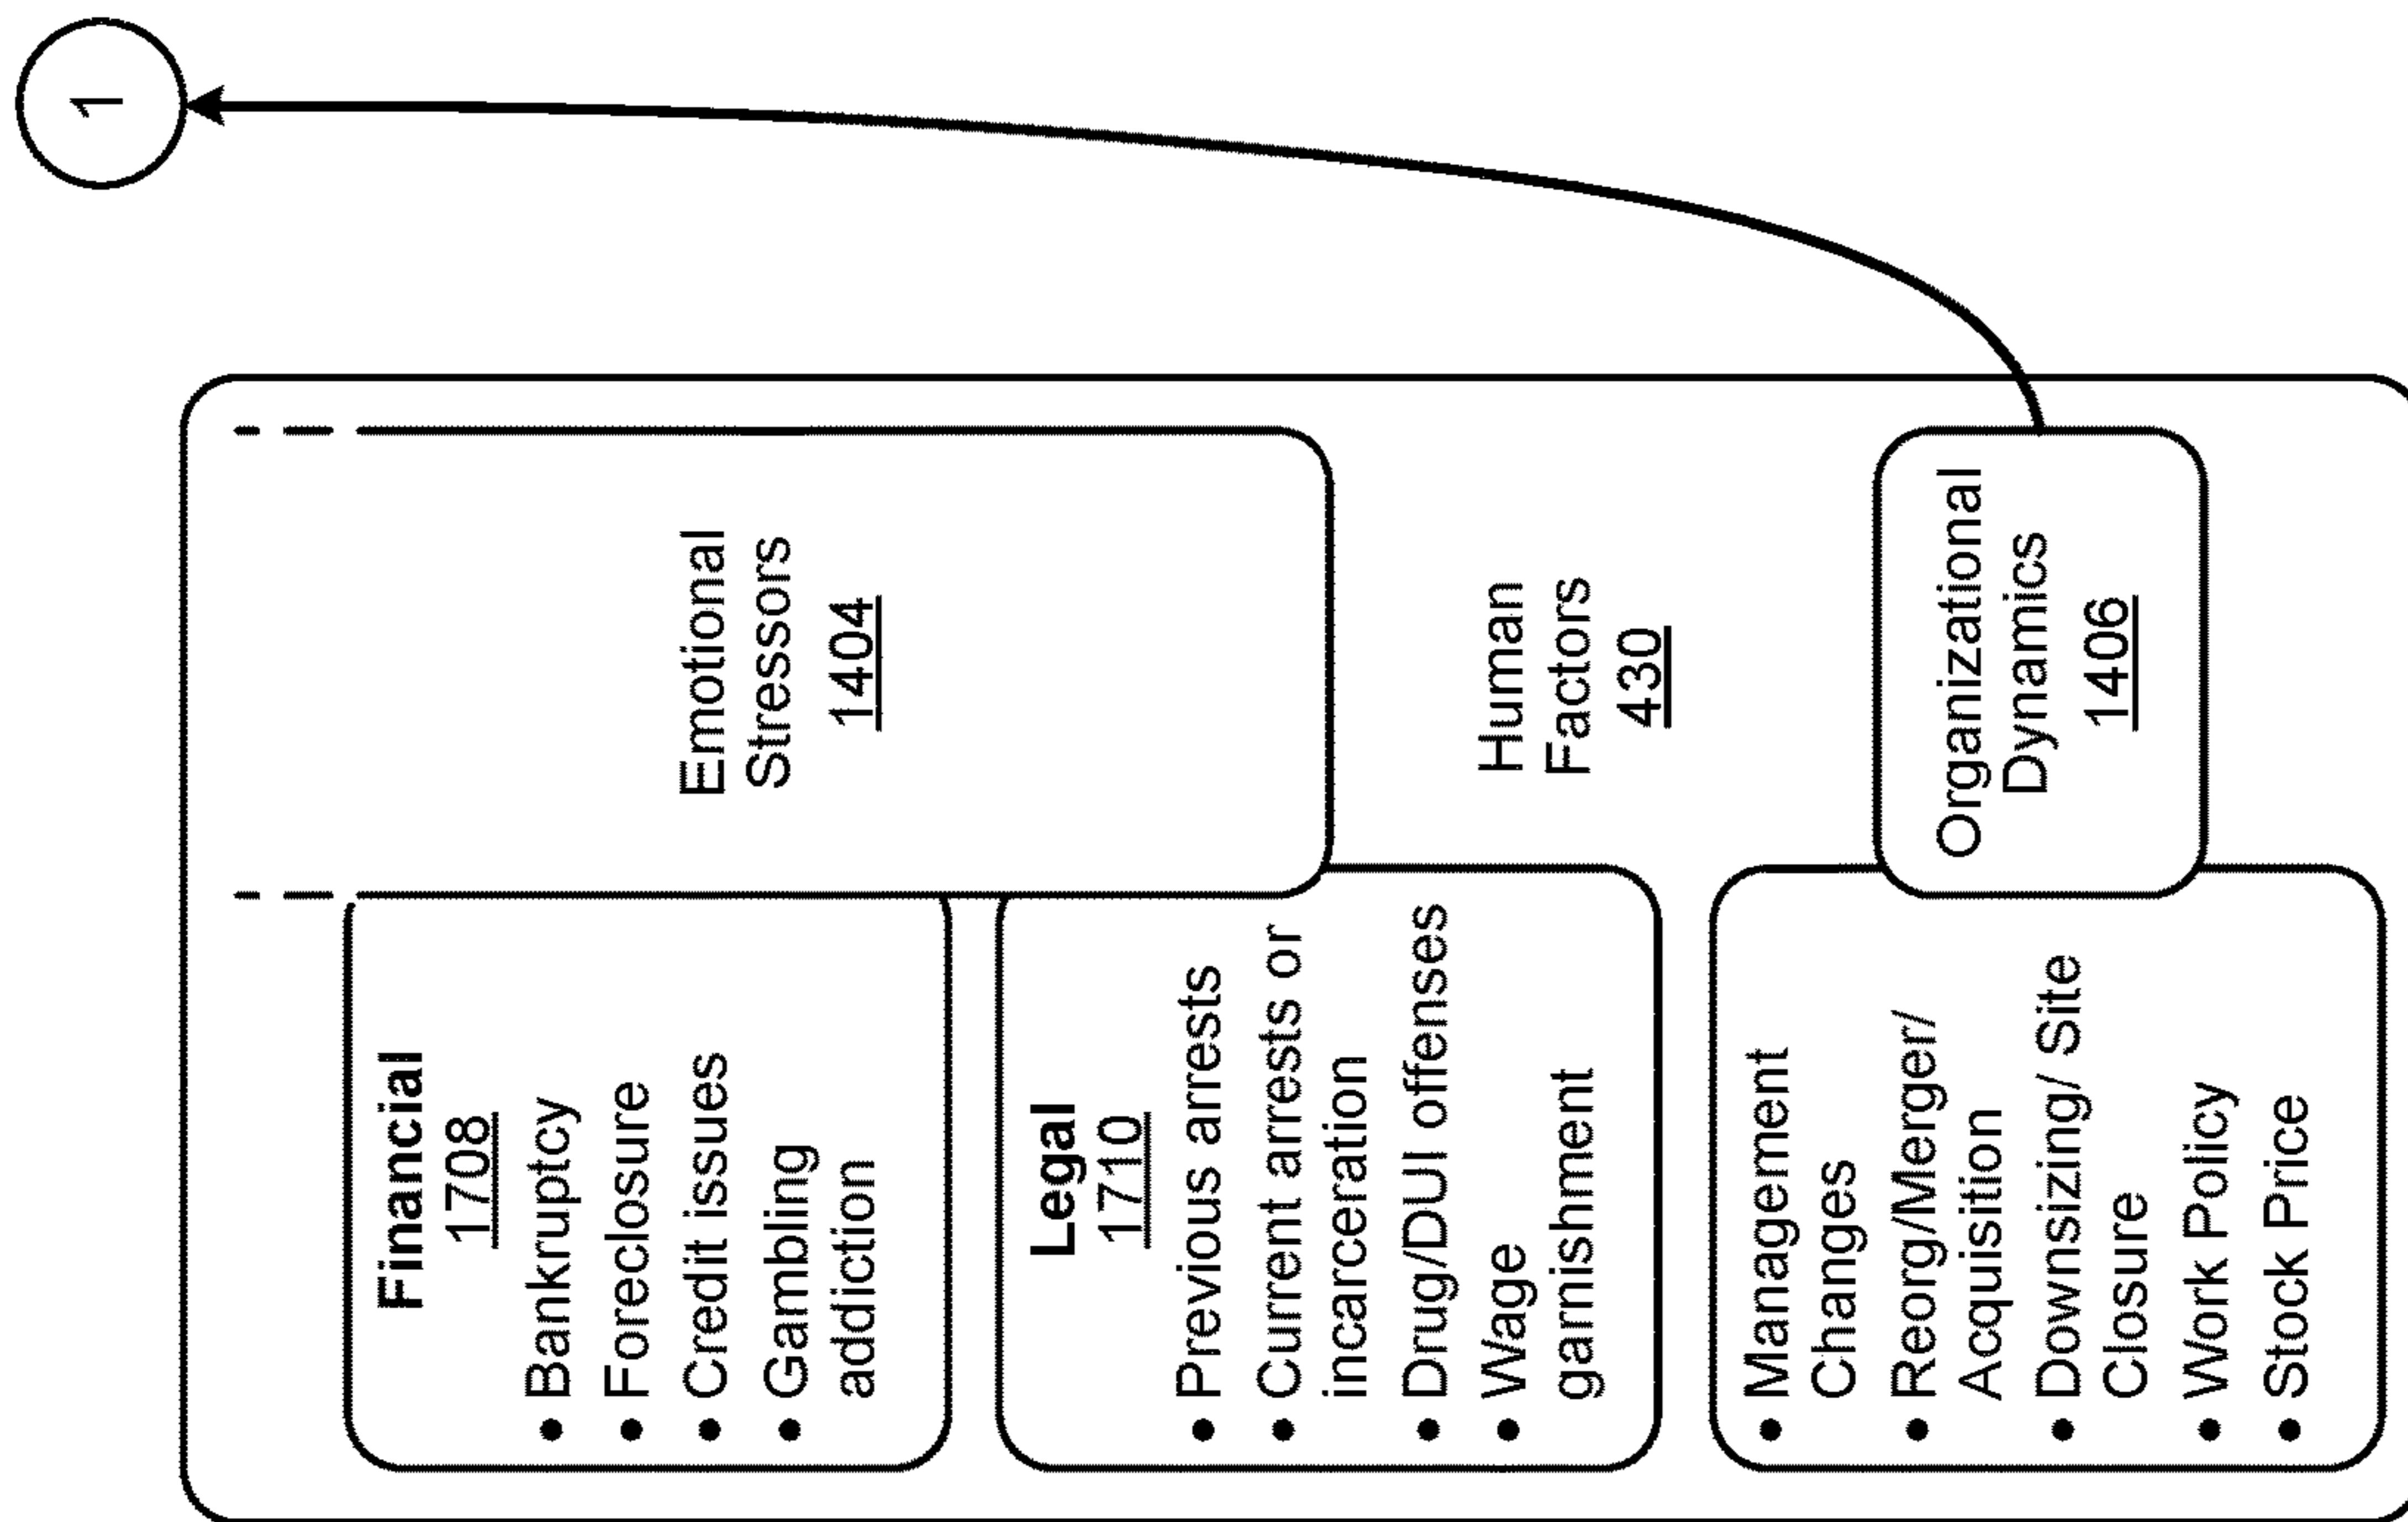 1
Emotional
Stressors
1404
Human
Factors
430
Organizational
Dynamics
1406
Financial
1708
• Bankruptcy
• Foreclosure
• Credit issues
• Gambling
addiction
Legal
1710
• Previous arrests
• Current arrests or
incarceration
• Drug/DUI offenses
• Wage
garnishment
• Management
Changes
• Reorg/Merger/
Acquisition
• Downsizing/ Site
Closure
• Work Policy
• Stock Price